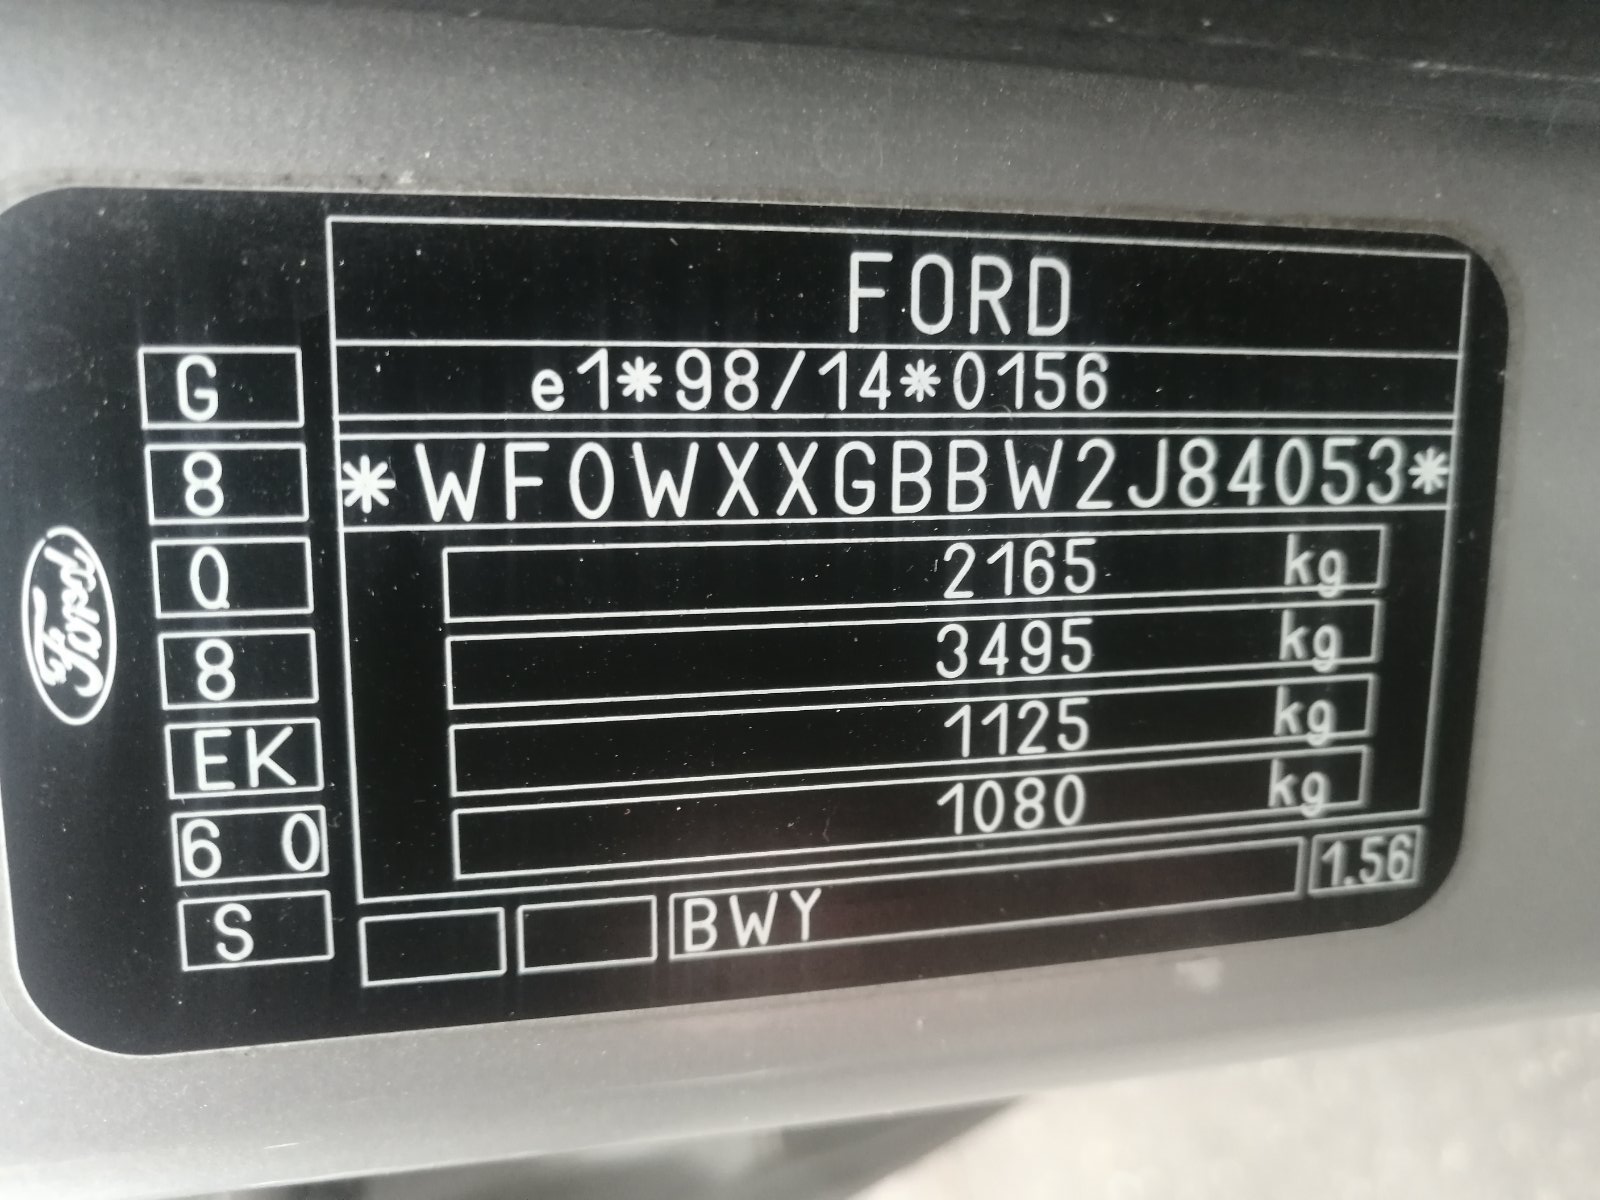 FORD
e1*98/14*0156
*WF0WXXGBBW2J84053*
2165 kg
3495 kg
1125 kg
1080 kg
BWY 1.56
G
8
Q
8
EK
6 0
S
Ford